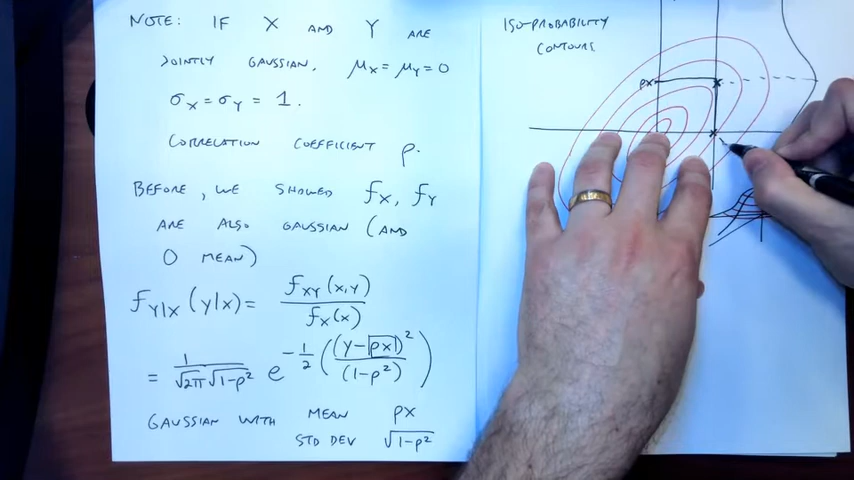 NOTE: IF X AND Y ARE
JOINTLY GAUSSIAN, μX = μY = 0
σX = σY = 1.
CORRELATION COEFFICIENT ρ.
BEFORE, WE SHOWED fX, fY
ARE ALSO GAUSSIAN (AND
0 MEAN)
fY|X (y|x) = fXY(x,y) / fX(x)
= 1/(√2π √1-ρ²) e^(-1/2 ((y-ρx)²/(1-ρ²)))
GAUSSIAN WITH MEAN ρx
STD DEV √1-ρ²
ISO-PROBABILITY
CONTOURS
ρx